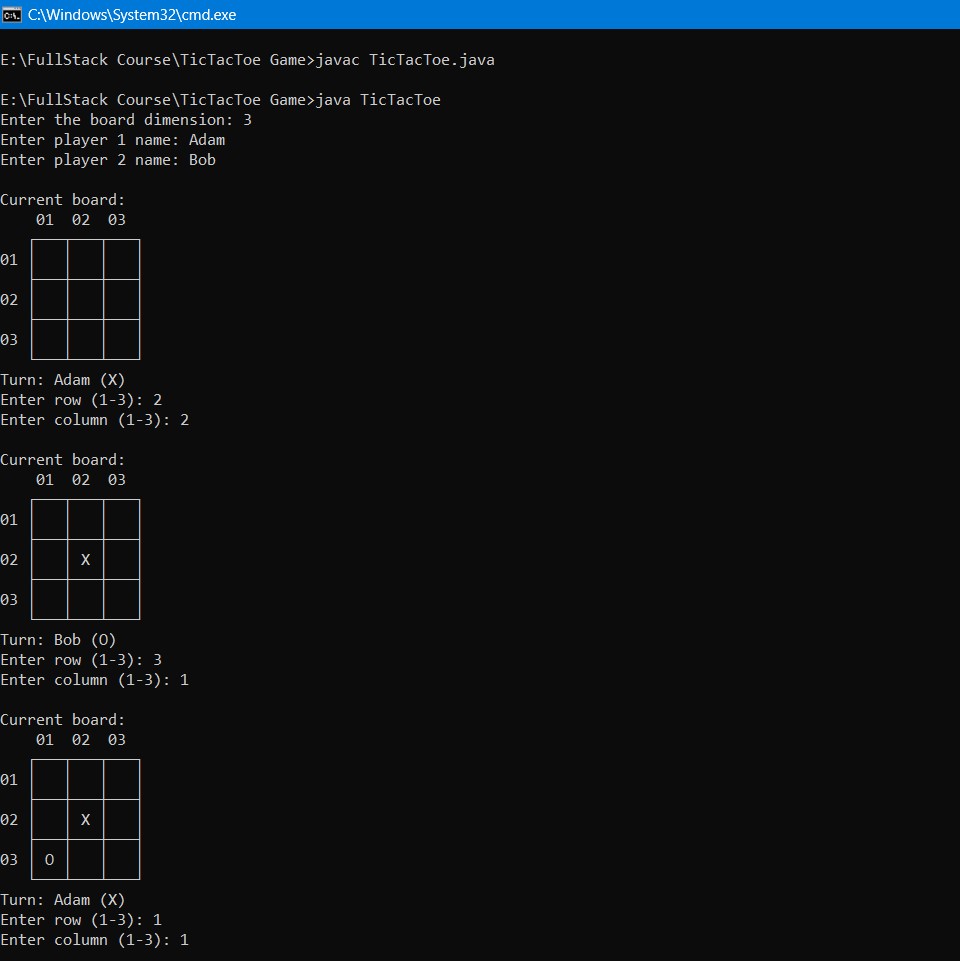 C:\Windows\System32\cmd.exe
E:\FullStack Course\TicTacToe Game>javac TicTacToe.java
E:\FullStack Course\TicTacToe Game>java TicTacToe
Enter the board dimension: 3
Enter player 1 name: Adam
Enter player 2 name: Bob
Current board:
01 02 03
01
02
03
Turn: Adam (X)
Enter row (1-3): 2
Enter column (1-3): 2
Current board:
01 02 03
01
02 X
03
Turn: Bob (O)
Enter row (1-3): 3
Enter column (1-3): 1
Current board:
01 02 03
01
02 X
03 O
Turn: Adam (X)
Enter row (1-3): 1
Enter column (1-3): 1